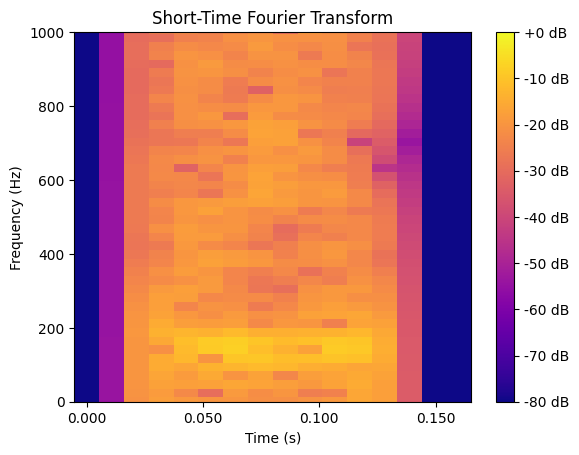 Short-Time Fourier Transform
1000
800
600
400
200
0
Frequency (Hz)
0.000
0.050
0.100
0.150
Time (s)
+0 dB
-10 dB
-20 dB
-30 dB
-40 dB
-50 dB
-60 dB
-70 dB
-80 dB